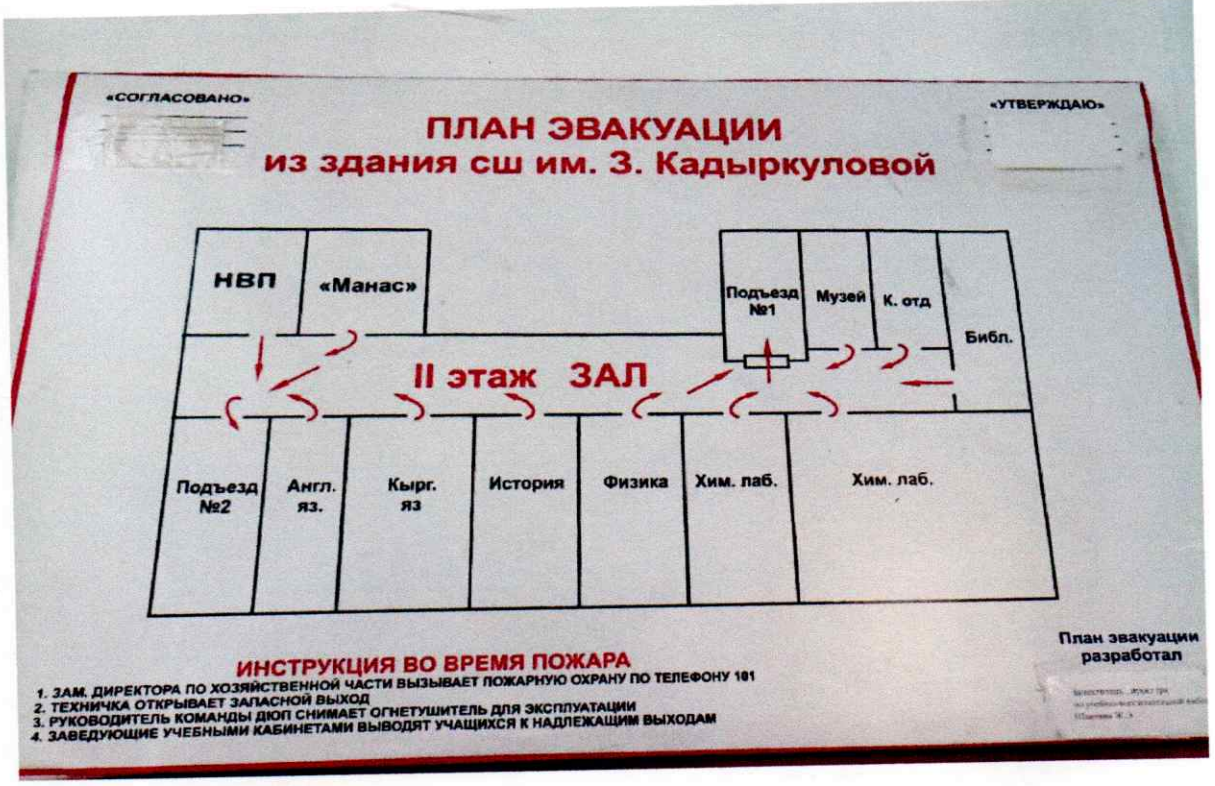 «СОГЛАСОВАНО»
«УТВЕРЖДАЮ»
ПЛАН ЭВАКУАЦИИ
из здания сш им. З. Кадыркуловой
НВП
«Манас»
Подъезд
№1
Музей
К. отд
Библ.
II этаж ЗАЛ
Подъезд
№2
Англ.
яз.
Кырг.
яз
История
Физика
Хим. лаб.
Хим. лаб.
План эвакуации
разработал
ИНСТРУКЦИЯ ВО ВРЕМЯ ПОЖАРА
1. ЗАМ. ДИРЕКТОРА ПО ХОЗЯЙСТВЕННОЙ ЧАСТИ ВЫЗЫВАЕТ ПОЖАРНУЮ ОХРАНУ ПО ТЕЛЕФОНУ 101
2. ТЕХНИЧКА ОТКРЫВАЕТ ЗАПАСНОЙ ВЫХОД
3. РУКОВОДИТЕЛЬ КОМАНДЫ ДЮП СНИМАЕТ ОГНЕТУШИТЕЛЬ ДЛЯ ЭКСПЛУАТАЦИИ
4. ЗАВЕДУЮЩИЕ УЧЕБНЫМИ КАБИНЕТАМИ ВЫВОДЯТ УЧАЩИХСЯ К НАДЛЕЖАЩИМ ВЫХОДАМ